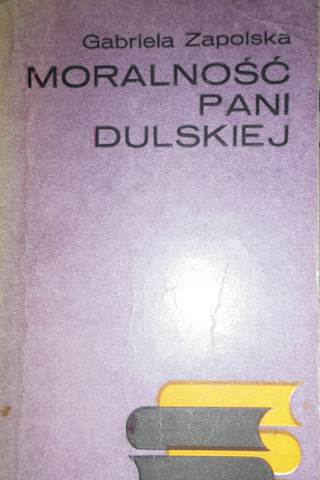 Gabriela Zapolska
MORALNOŚĆ
PANI
DULSKIEJ